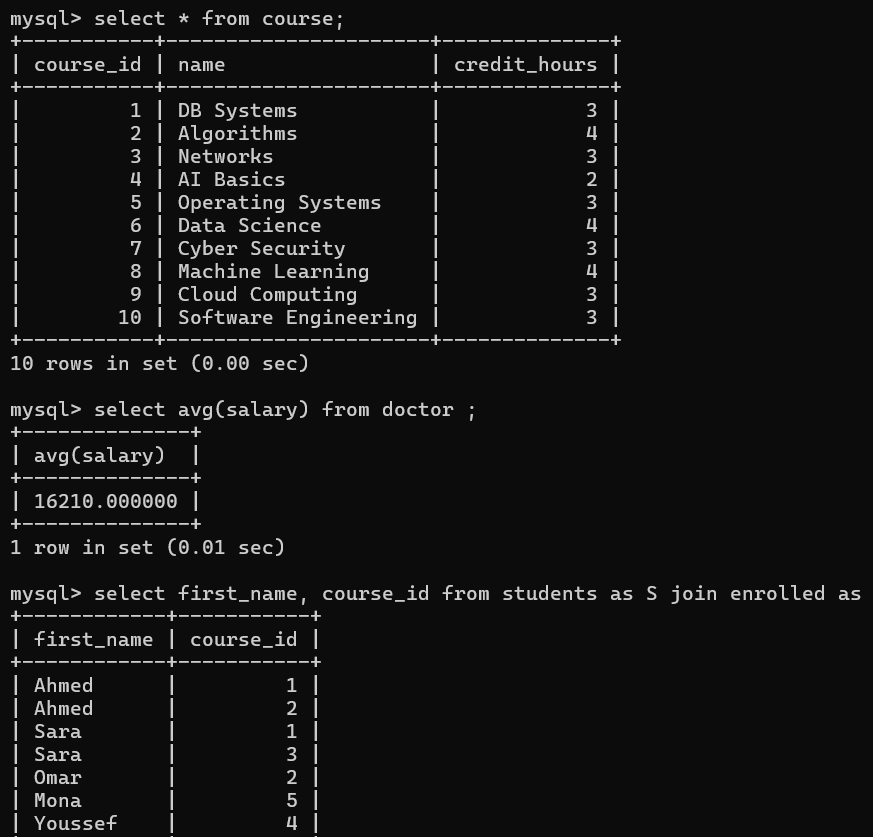 mysql> select * from course;
+-----------+----------------------+--------------+
| course_id | name                 | credit_hours |
+-----------+----------------------+--------------+
|         1 | DB Systems           |            3 |
|         2 | Algorithms           |            4 |
|         3 | Networks             |            3 |
|         4 | AI Basics            |            2 |
|         5 | Operating Systems    |            3 |
|         6 | Data Science         |            4 |
|         7 | Cyber Security       |            3 |
|         8 | Machine Learning     |            4 |
|         9 | Cloud Computing      |            3 |
|        10 | Software Engineering |            3 |
+-----------+----------------------+--------------+
10 rows in set (0.00 sec)

mysql> select avg(salary) from doctor ;
+--------------+
| avg(salary)  |
+--------------+
| 16210.000000 |
+--------------+
1 row in set (0.01 sec)

mysql> select first_name, course_id from students as S join enrolled as
+------------+-----------+
| first_name | course_id |
+------------+-----------+
| Ahmed      |         1 |
| Ahmed      |         2 |
| Sara       |         1 |
| Sara       |         3 |
| Omar       |         2 |
| Mona       |         5 |
| Youssef    |         4 |